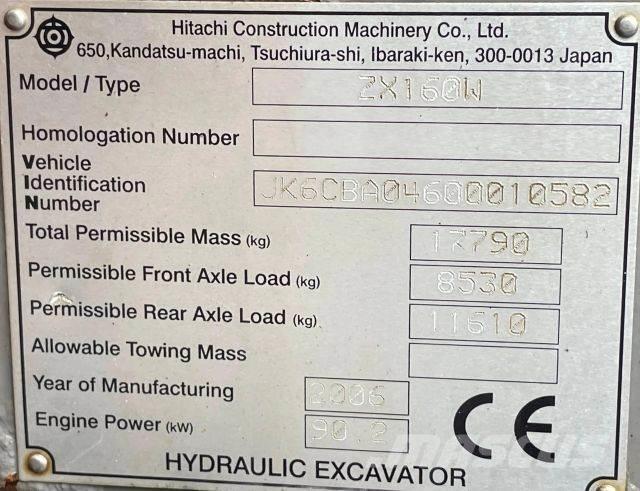 Hitachi Construction Machinery Co., Ltd.
650,Kandatsu-machi, Tsuchiura-shi, Ibaraki-ken, 300-0013 Japan
Model / Type ZX160W
Homologation Number
Vehicle
Identification JK6CBA04600010582
Number
Total Permissible Mass (kg) 17790
Permissible Front Axle Load (kg) 8530
Permissible Rear Axle Load (kg) 11610
Allowable Towing Mass
Year of Manufacturing 2006
Engine Power (kW) 90.2
CE
HYDRAULIC EXCAVATOR
MASCUS